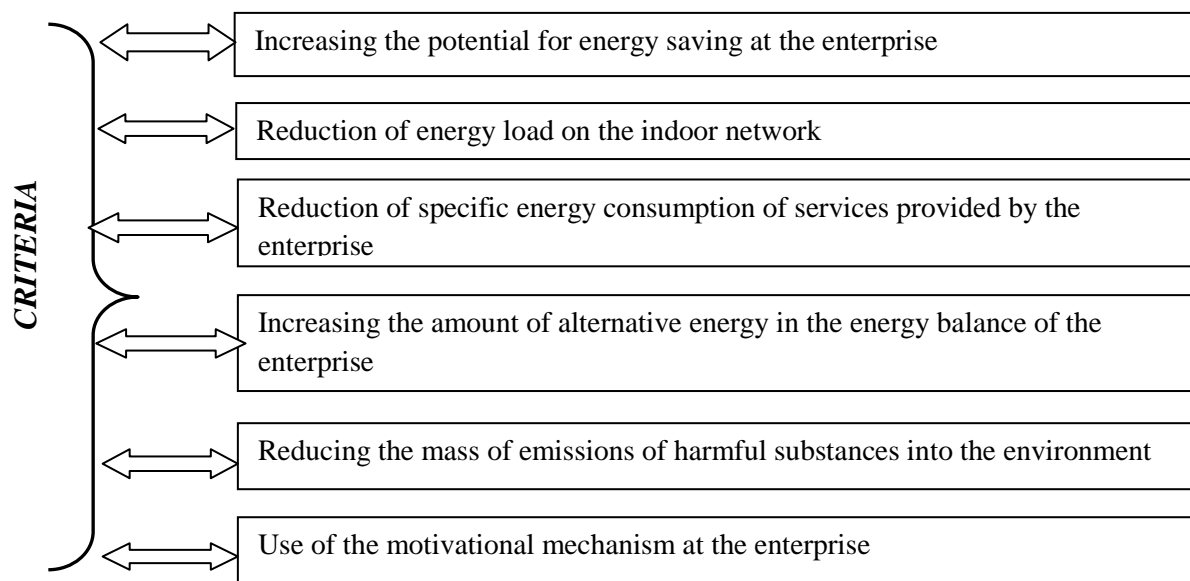 CRITERIA
Increasing the potential for energy saving at the enterprise
Reduction of energy load on the indoor network
Reduction of specific energy consumption of services provided by the
enterprise
Increasing the amount of alternative energy in the energy balance of the
enterprise
Reducing the mass of emissions of harmful substances into the environment
Use of the motivational mechanism at the enterprise